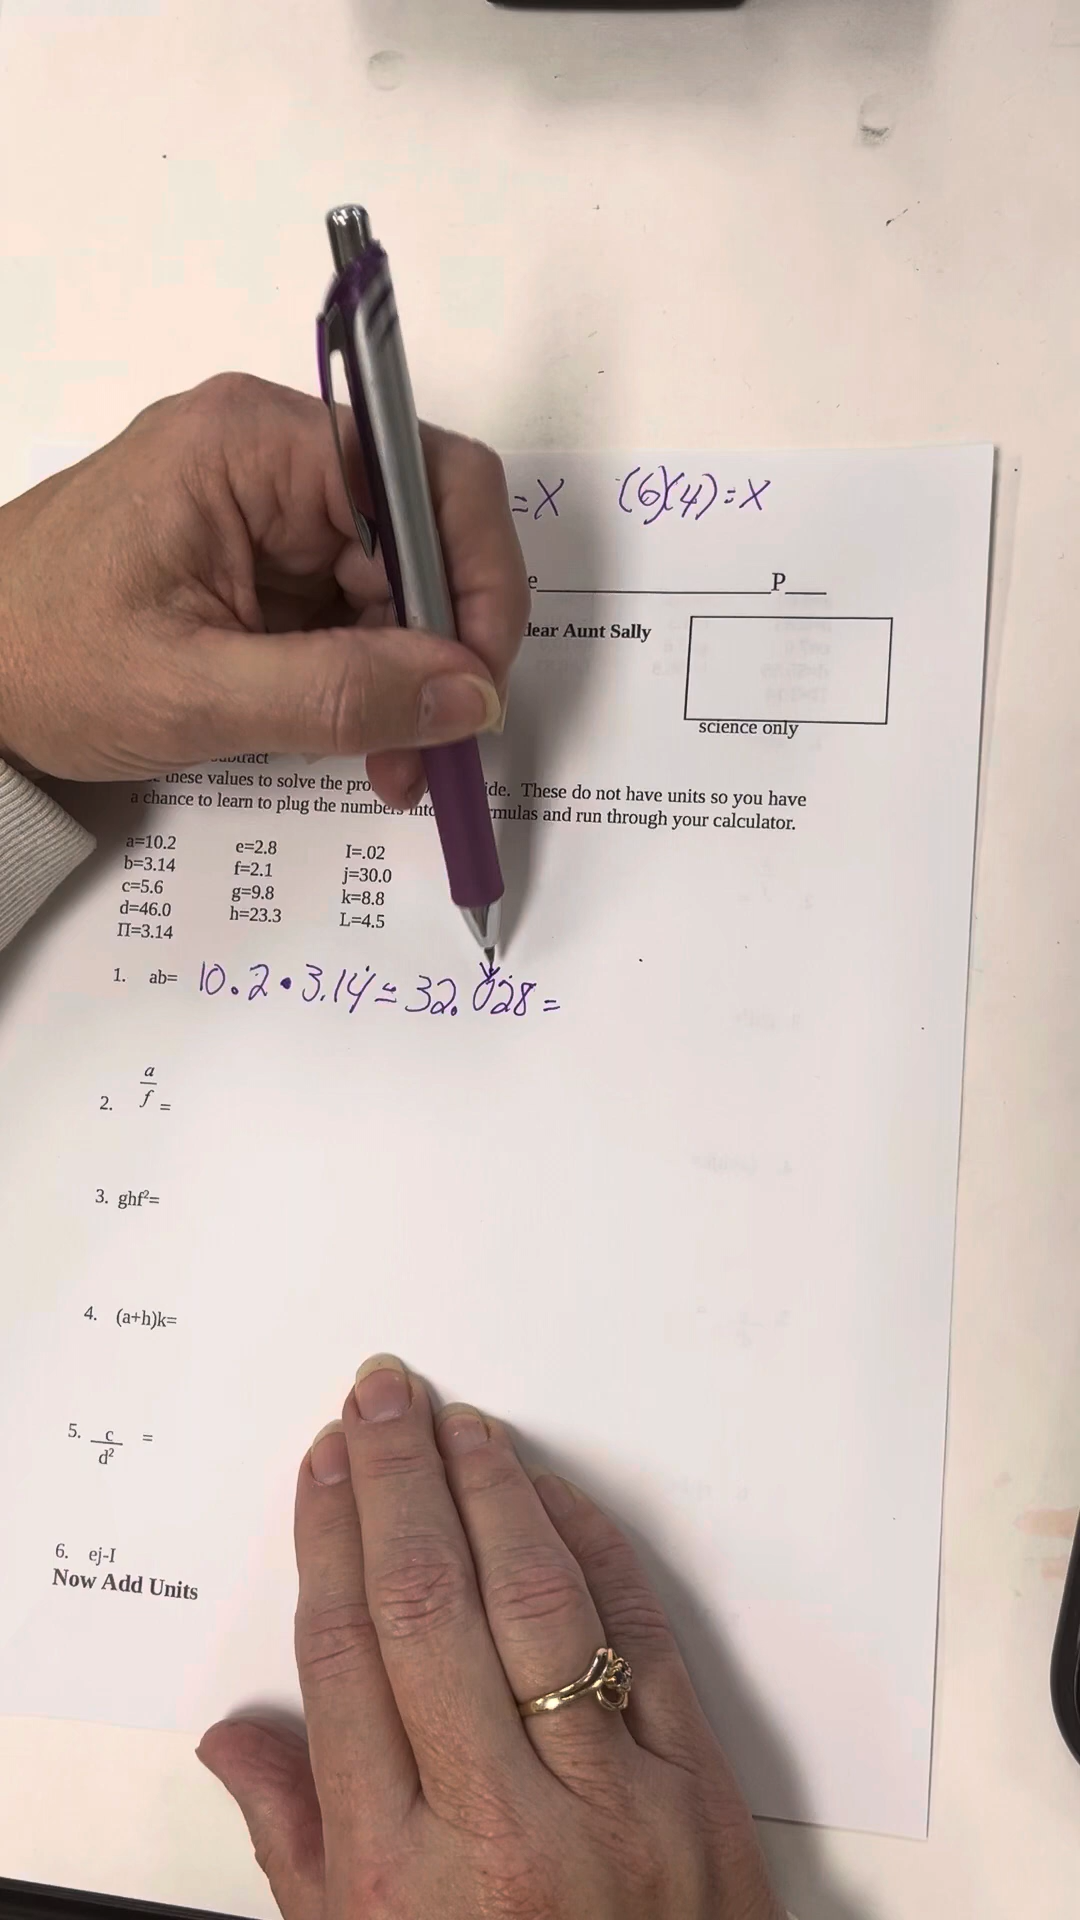 =X (6)(4)=X
e____________________P___
dear Aunt Sally
science only
subtract
these values to solve the pro ide. These do not have units so you have
a chance to learn to plug the numbers into mulas and run through your calculator.
a=10.2 e=2.8 I=.02
b=3.14 f=2.1 j=30.0
c=5.6 g=9.8 k=8.8
d=46.0 h=23.3 L=4.5
Π=3.14
1. ab= 10.2•3.14=32.028=
2. a/f =
3. ghf²=
4. (a+h)k=
5. c/d² =
6. ej-I
Now Add Units